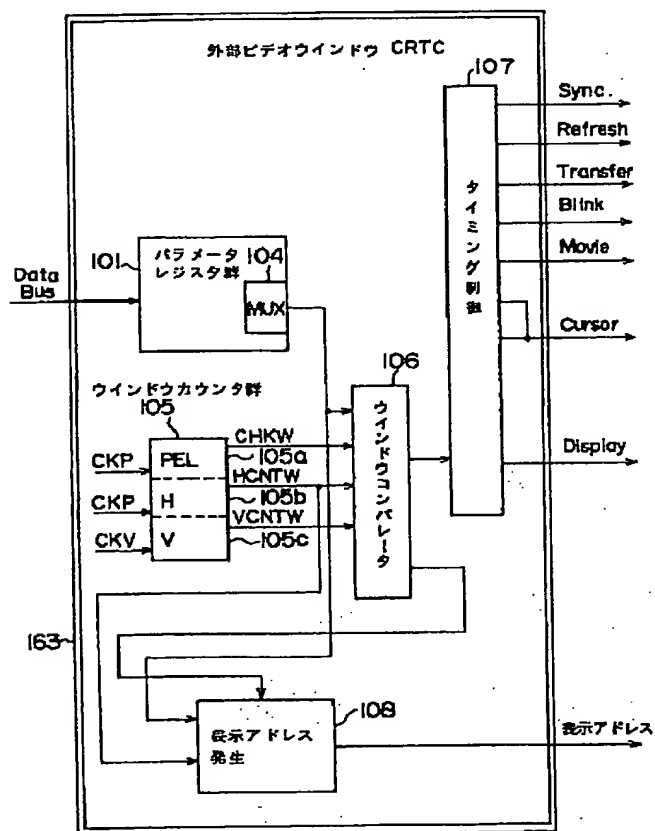 外部ビデオウインドウ CRTC
107
Sync.
Refresh
Transfer
Blink
Movie
Cursor
Display
タイミング制御
101
パラメータ
レジスタ群
104
MUX
Data
Bus
106
ウインドウコンパレータ
ウインドウカウンタ群
105
CHKW
PEL
105a
CKP
HCNTW
H
105b
CKP
VCNTW
V
105c
CKV
163
108
表示アドレス
発生
表示アドレス